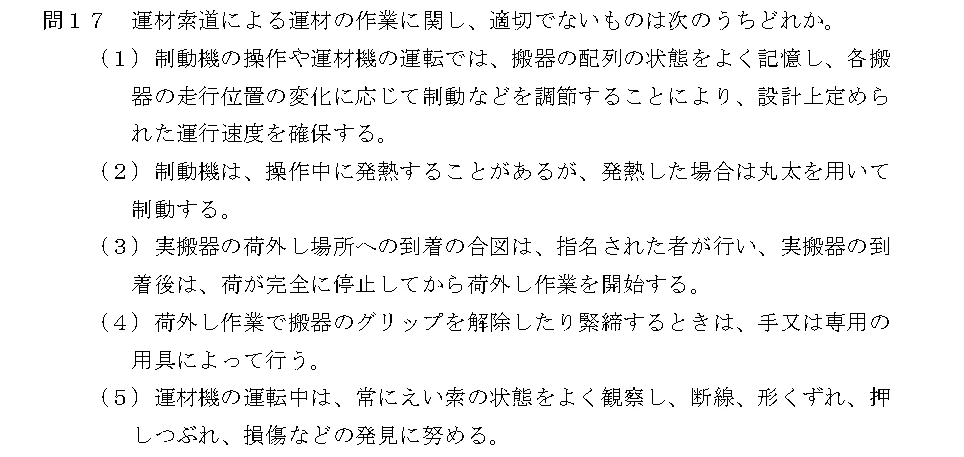 問１７　運材索道による運材の作業に関し、適切でないものは次のうちどれか。
（１）制動機の操作や運材機の運転では、搬器の配列の状態をよく記憶し、各搬
器の走行位置の変化に応じて制動などを調節することにより、設計上定めら
れた運行速度を確保する。
（２）制動機は、操作中に発熱することがあるが、発熱した場合は丸太を用いて
制動する。
（３）実搬器の荷外し場所への到着の合図は、指名された者が行い、実搬器の到
着後は、荷が完全に停止してから荷外し作業を開始する。
（４）荷外し作業で搬器のグリップを解除したり緊締するときは、手又は専用の
用具によって行う。
（５）運材機の運転中は、常にえい索の状態をよく観察し、断線、形くずれ、押
しつぶれ、損傷などの発見に努める。